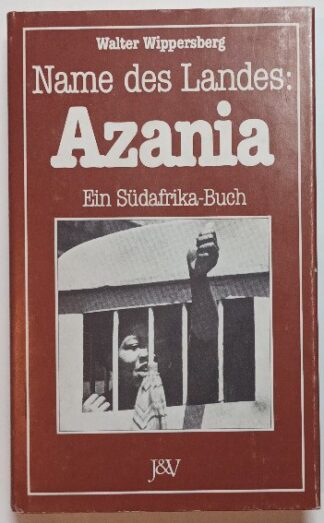 Walter Wippersberg
Name des Landes:
Azania
Ein Südafrika-Buch
J&V